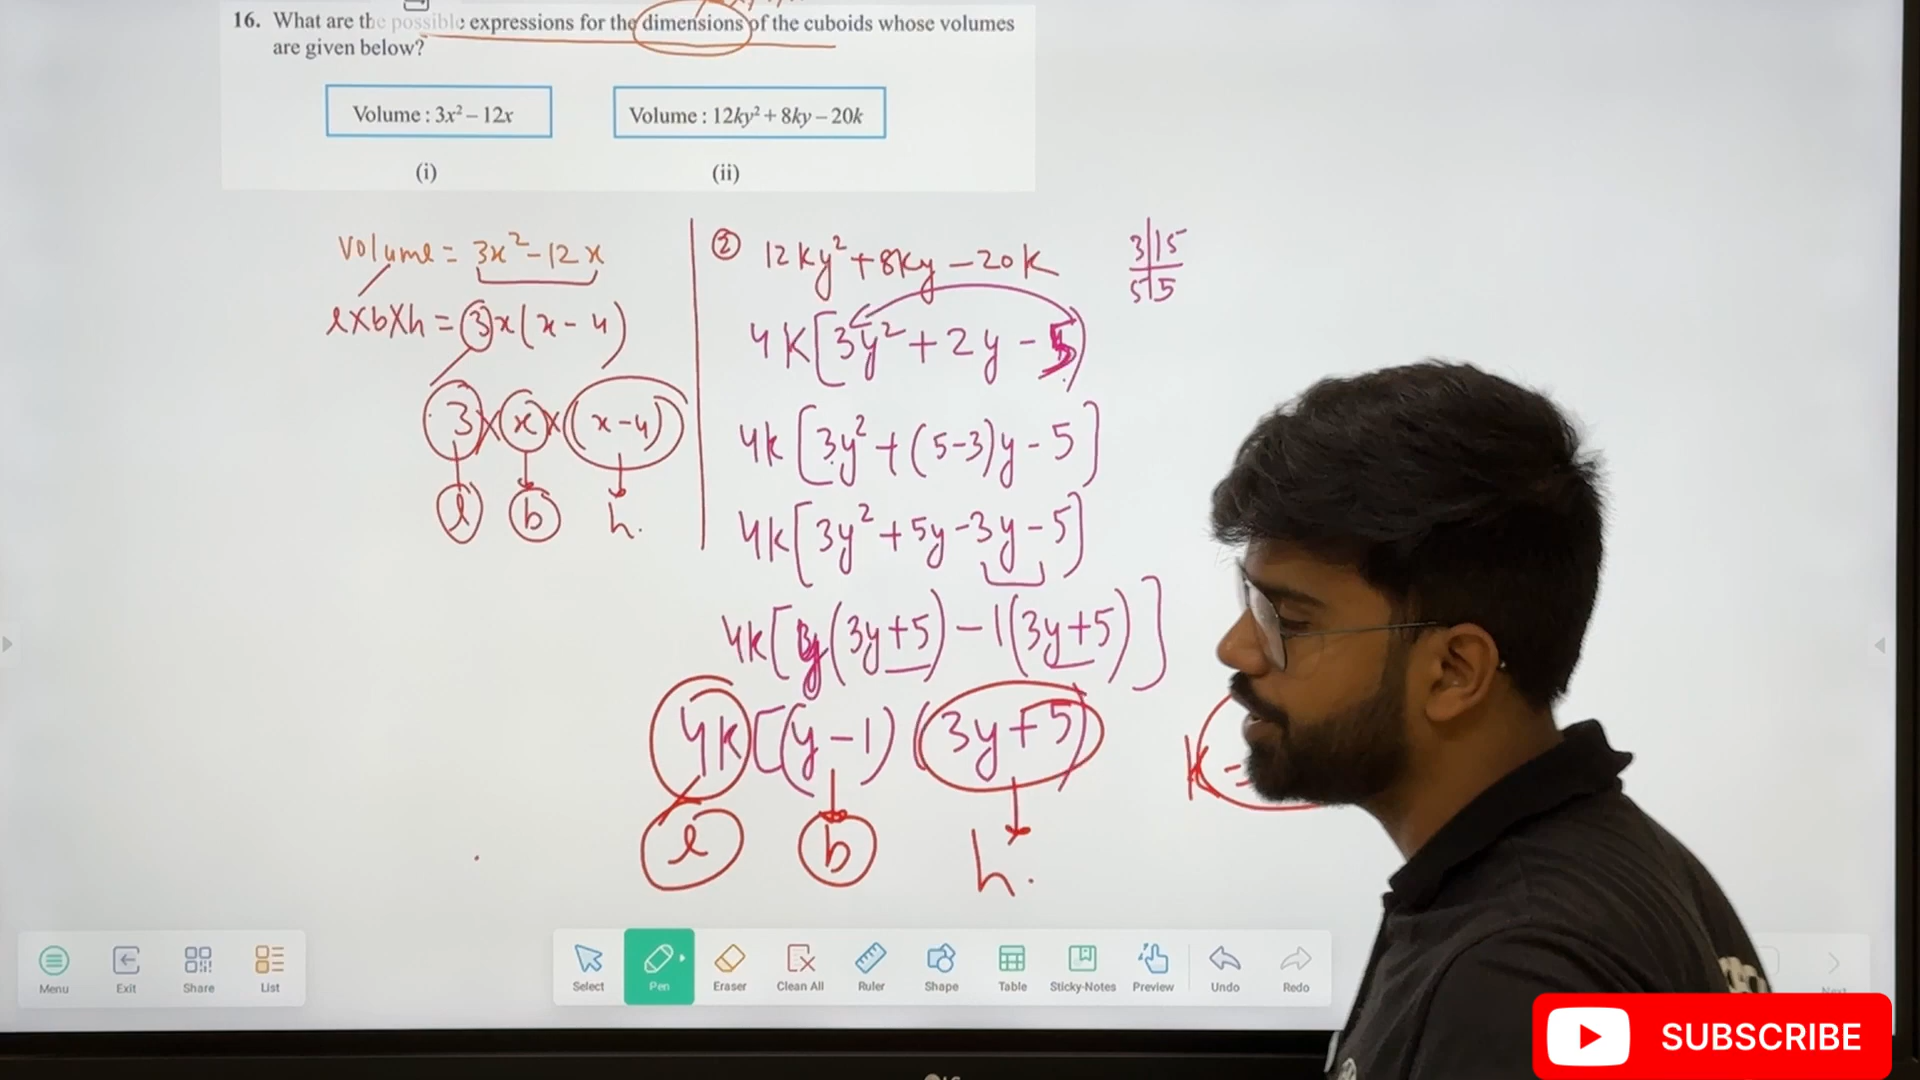 16. What are the possible expressions for the dimensions of the cuboids whose volumes
are given below?
Volume : 3x² – 12x
Volume : 12ky² + 8ky – 20k
(i)
(ii)
Volume = 3x² - 12x
l×b×h = 3x(x - 4)
3 × x × (x - 4)
l b h.
② 12ky² + 8ky - 20k
3 | 15
5 | 5
4k[3y² + 2y - 5]
4k[3y² + (5-3)y - 5]
4k[3y² + 5y - 3y - 5]
4k[y(3y+5) - 1(3y+5)]
4k[(y - 1)(3y+5)
l b h.
k
Menu Exit Share List
Select Pen Eraser Clean All Ruler Shape Table Sticky-Notes Preview Undo Redo
Next
SUBSCRIBE